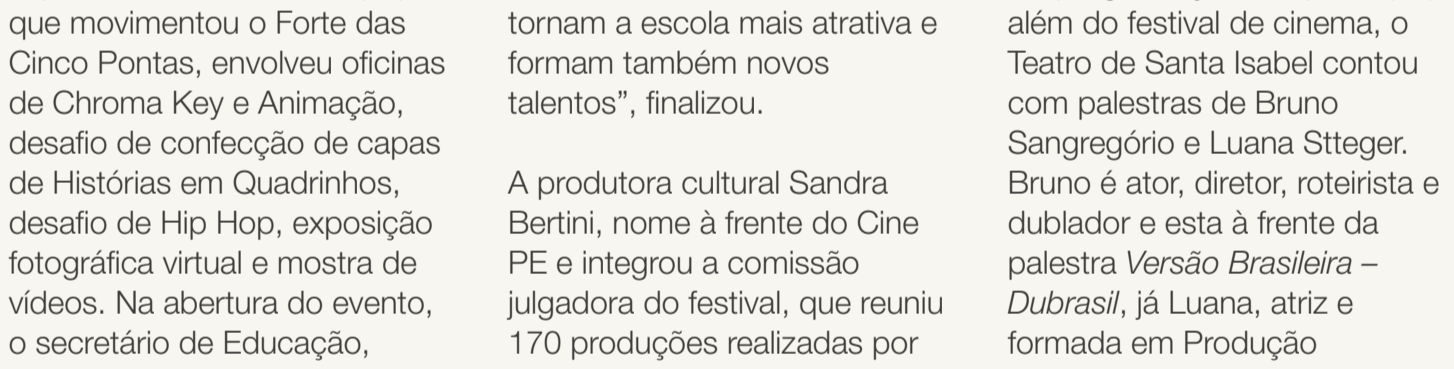 que movimentou o Forte das
Cinco Pontas, envolveu oficinas
de Chroma Key e Animação,
desafio de confecção de capas
de Histórias em Quadrinhos,
desafio de Hip Hop, exposição
fotográfica virtual e mostra de
vídeos. Na abertura do evento,
o secretário de Educação,
tornam a escola mais atrativa e
formam também novos
talentos”, finalizou.
A produtora cultural Sandra
Bertini, nome à frente do Cine
PE e integrou a comissão
julgadora do festival, que reuniu
170 produções realizadas por
além do festival de cinema, o
Teatro de Santa Isabel contou
com palestras de Bruno
Sangregório e Luana Stteger.
Bruno é ator, diretor, roteirista e
dublador e esta à frente da
palestra Versão Brasileira –
Dubrasil, já Luana, atriz e
formada em Produção